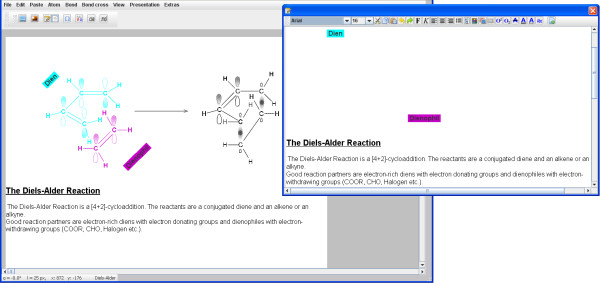 File Edit Paste Atom Bond Bond cross View Presentation Extras
Dien
H
H
C
C
H
C
C
H
H
H
H
C
C
H
H
Dienophil
H
H
C
C
H
H
C
H
H
C
H
H
The Diels-Alder Reaction
The Diels-Alder Reaction is a [4+2]-cycloaddition. The reactants are a conjugated diene and an alkene or an
alkyne.
Good reaction partners are electron-rich diens with electron donating groups and dienophiles with electron-
withdrawing groups (COOR, CHO, Halogen etc.).
Diels-Alder
Arial 16
Dien
Dienophil
The Diels-Alder Reaction
The Diels-Alder Reaction is a [4+2]-cycloaddition. The reactants are a conjugated diene and an alkene or an
alkyne.
Good reaction partners are electron-rich diens with electron donating groups and dienophiles with electron-
withdrawing groups (COOR, CHO, Halogen etc.).